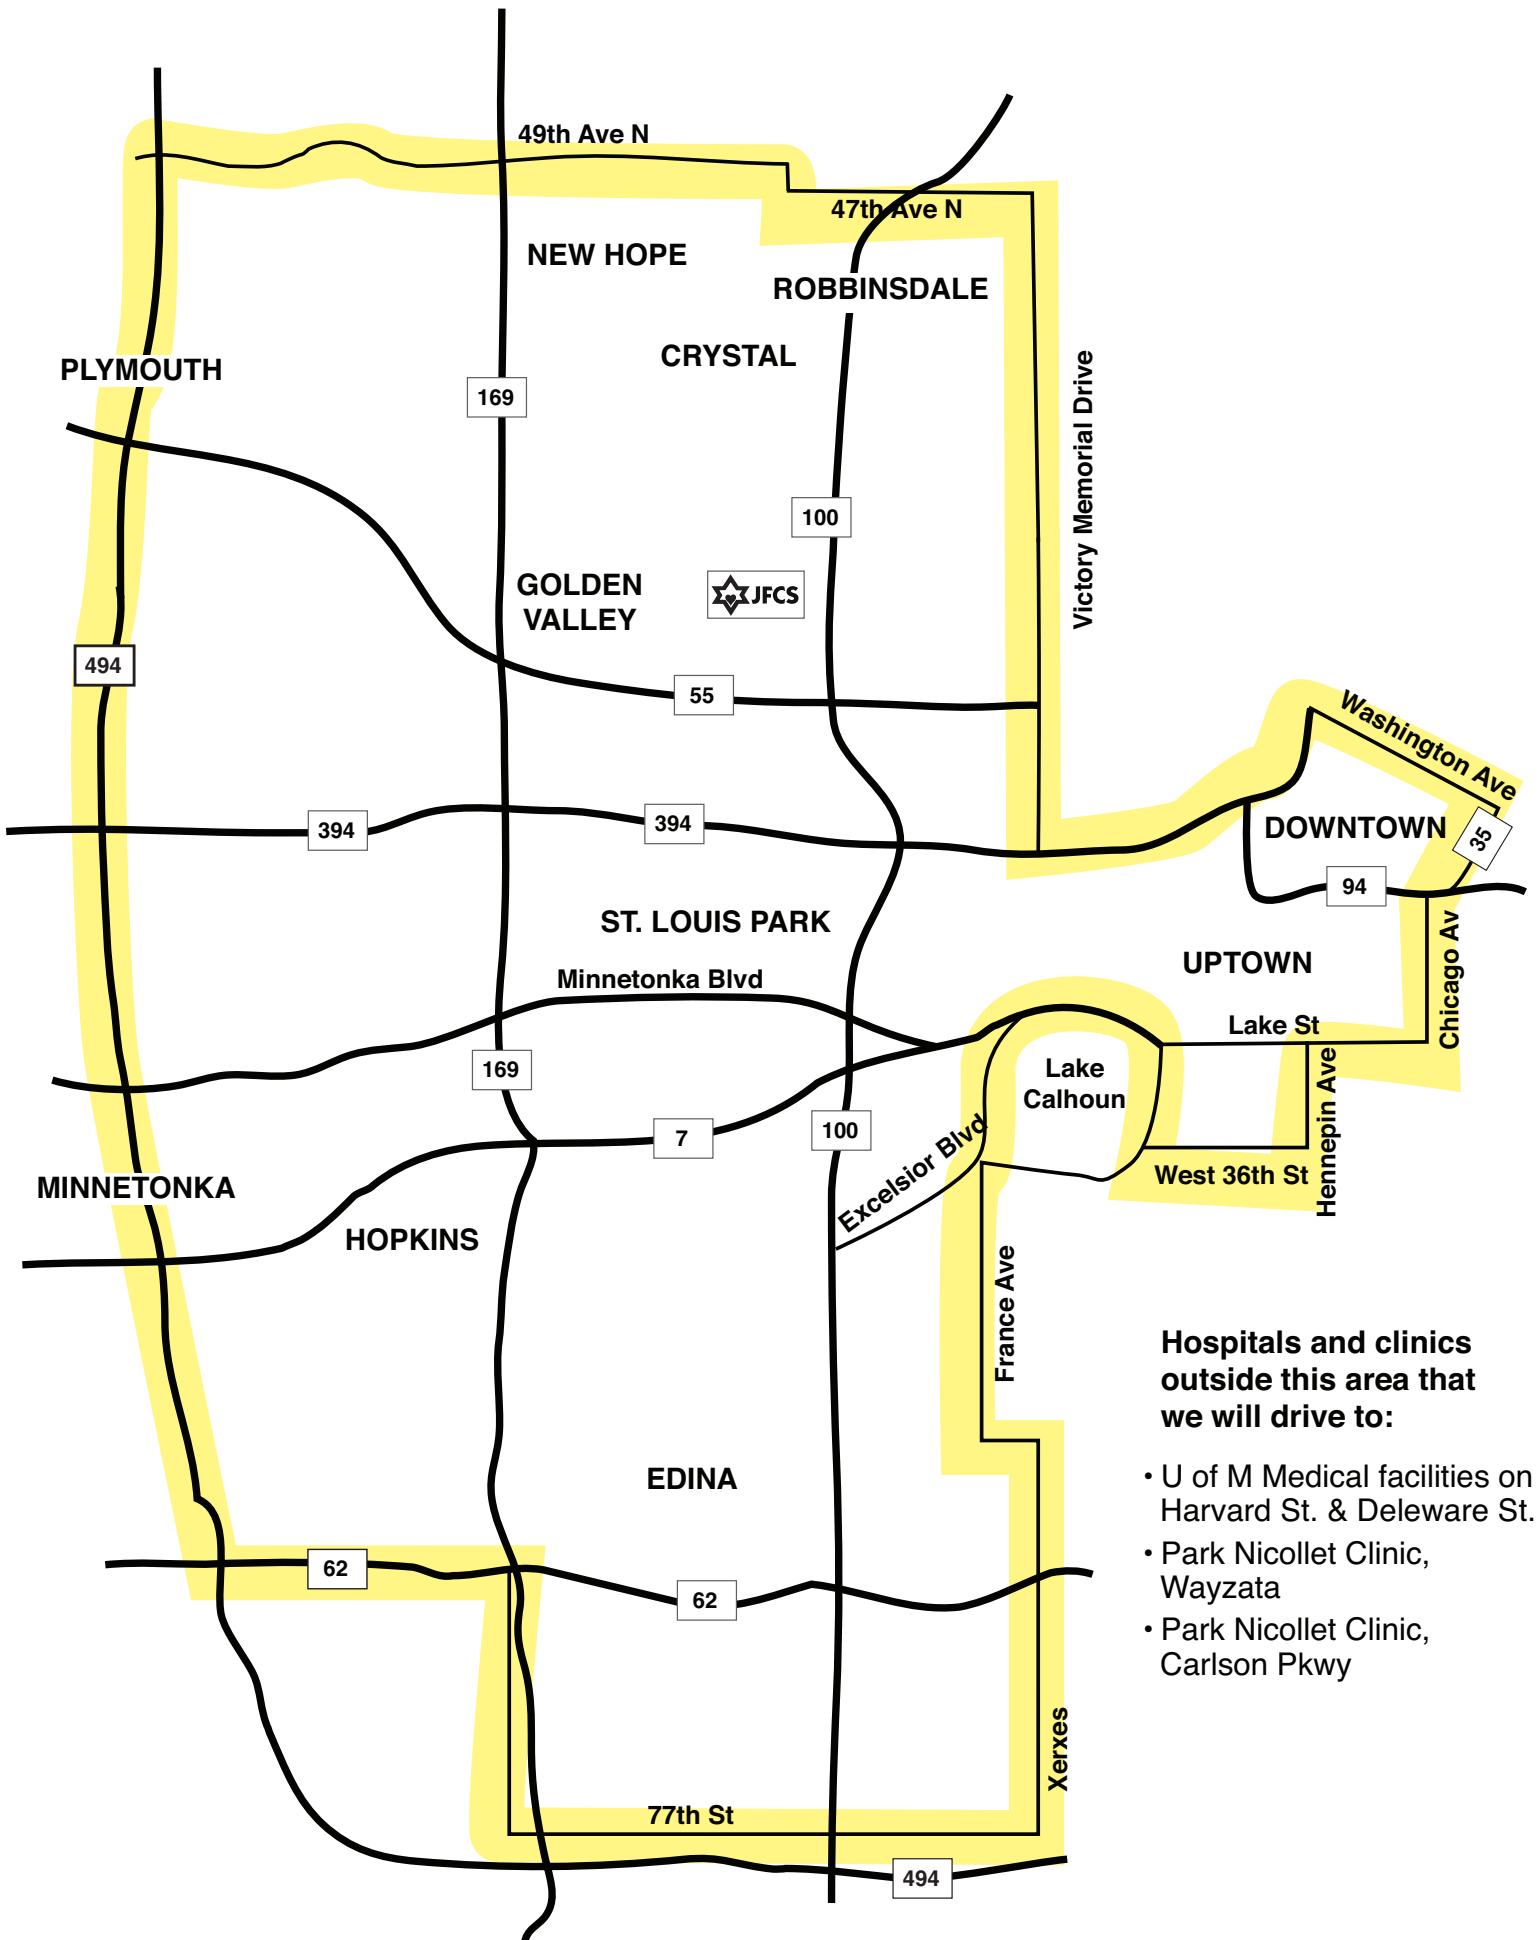 49th Ave N
47th Ave N
NEW HOPE
ROBBINSDALE
CRYSTAL
PLYMOUTH
169
Victory Memorial Drive
100
GOLDEN
VALLEY
JFCS
494
55
Washington Ave
394
394
DOWNTOWN
35
94
ST. LOUIS PARK
Chicago Av
UPTOWN
Minnetonka Blvd
Lake St
169
Lake
Calhoun
Hennepin Ave
7
100
Excelsior Blvd
West 36th St
MINNETONKA
HOPKINS
France Ave
Hospitals and clinics
outside this area that
we will drive to:
• U of M Medical facilities on
Harvard St. & Deleware St.
• Park Nicollet Clinic,
Wayzata
• Park Nicollet Clinic,
Carlson Pkwy
EDINA
62
62
Xerxes
77th St
494